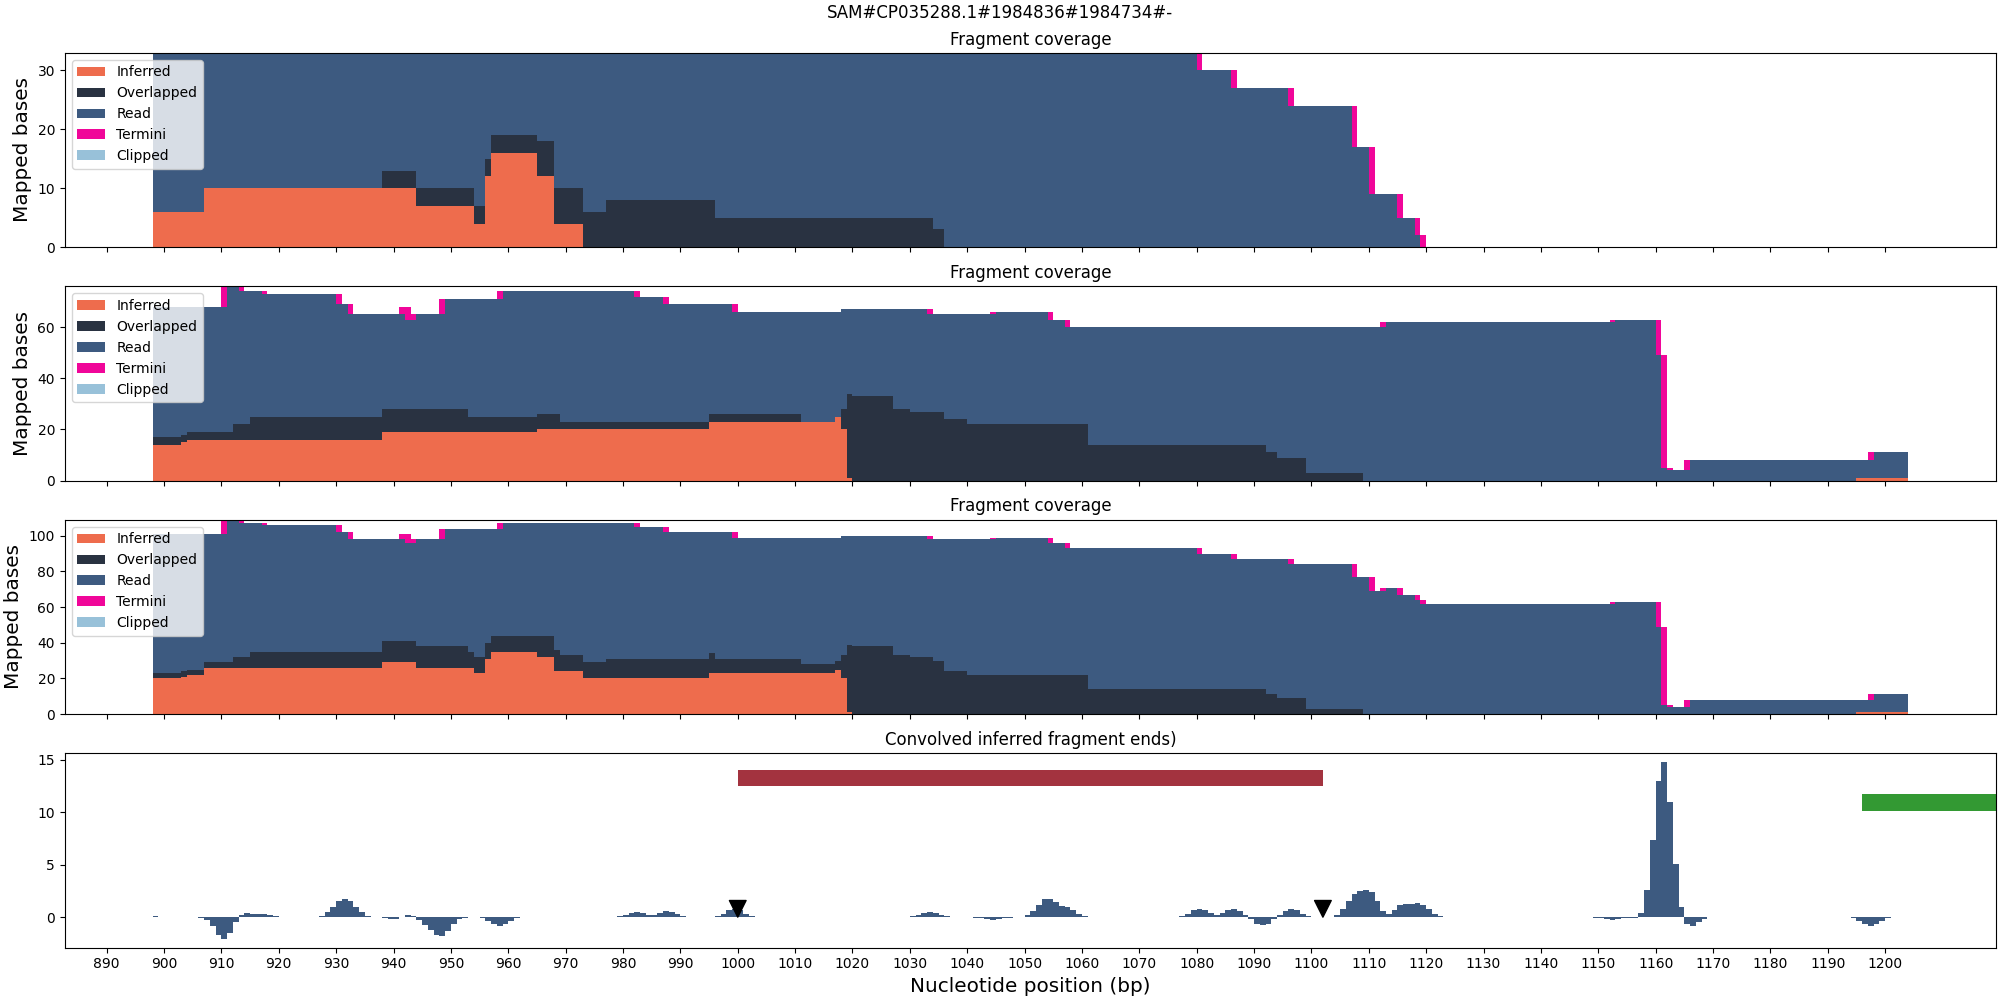 SAM#CP035288.1#1984836#1984734#-
Fragment coverage
Mapped bases
30
20
10
0
Inferred
Overlapped
Read
Termini
Clipped
Fragment coverage
Mapped bases
60
40
20
0
Inferred
Overlapped
Read
Termini
Clipped
Fragment coverage
Mapped bases
100
80
60
40
20
0
Inferred
Overlapped
Read
Termini
Clipped
Convolved inferred fragment ends)
15
10
5
0
890 900 910 920 930 940 950 960 970 980 990 1000 1010 1020 1030 1040 1050 1060 1070 1080 1090 1100 1110 1120 1130 1140 1150 1160 1170 1180 1190 1200
Nucleotide position (bp)